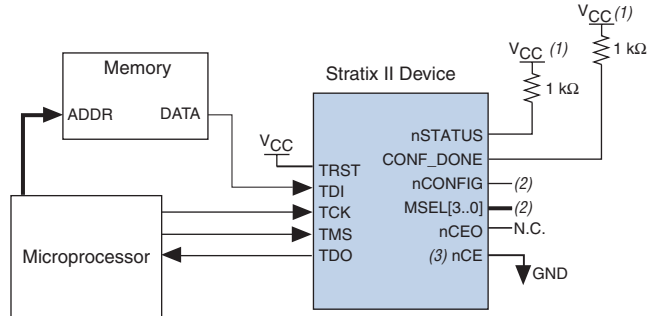 VCC (1)
VCC (1)
1 kΩ
1 kΩ
Memory
ADDR DATA
Stratix II Device
VCC
nSTATUS
CONF_DONE
TRST
nCONFIG (2)
TDI
MSEL[3..0] (2)
TCK
nCEO N.C.
TMS
(3) nCE
TDO
GND
Microprocessor